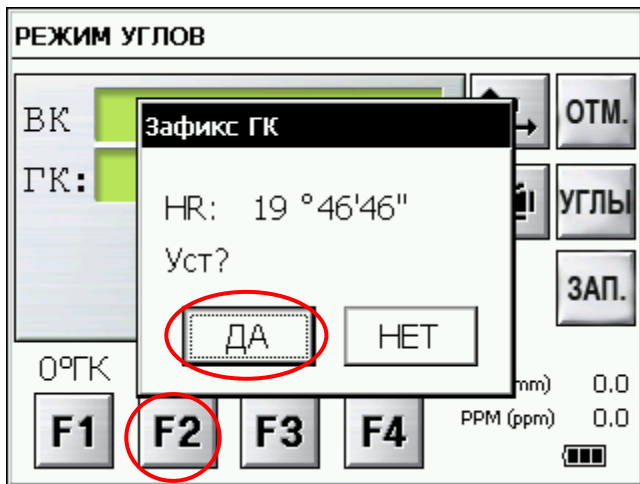 РЕЖИМ УГЛОВ
ВК
ОТМ.
Зафикс ГК
ГК:
HR: 19 °46'46"
УГЛЫ
Уст?
ЗАП.
ДА НЕТ
0°ГК
mm) 0.0
PPM (ppm) 0.0
F1 F2 F3 F4